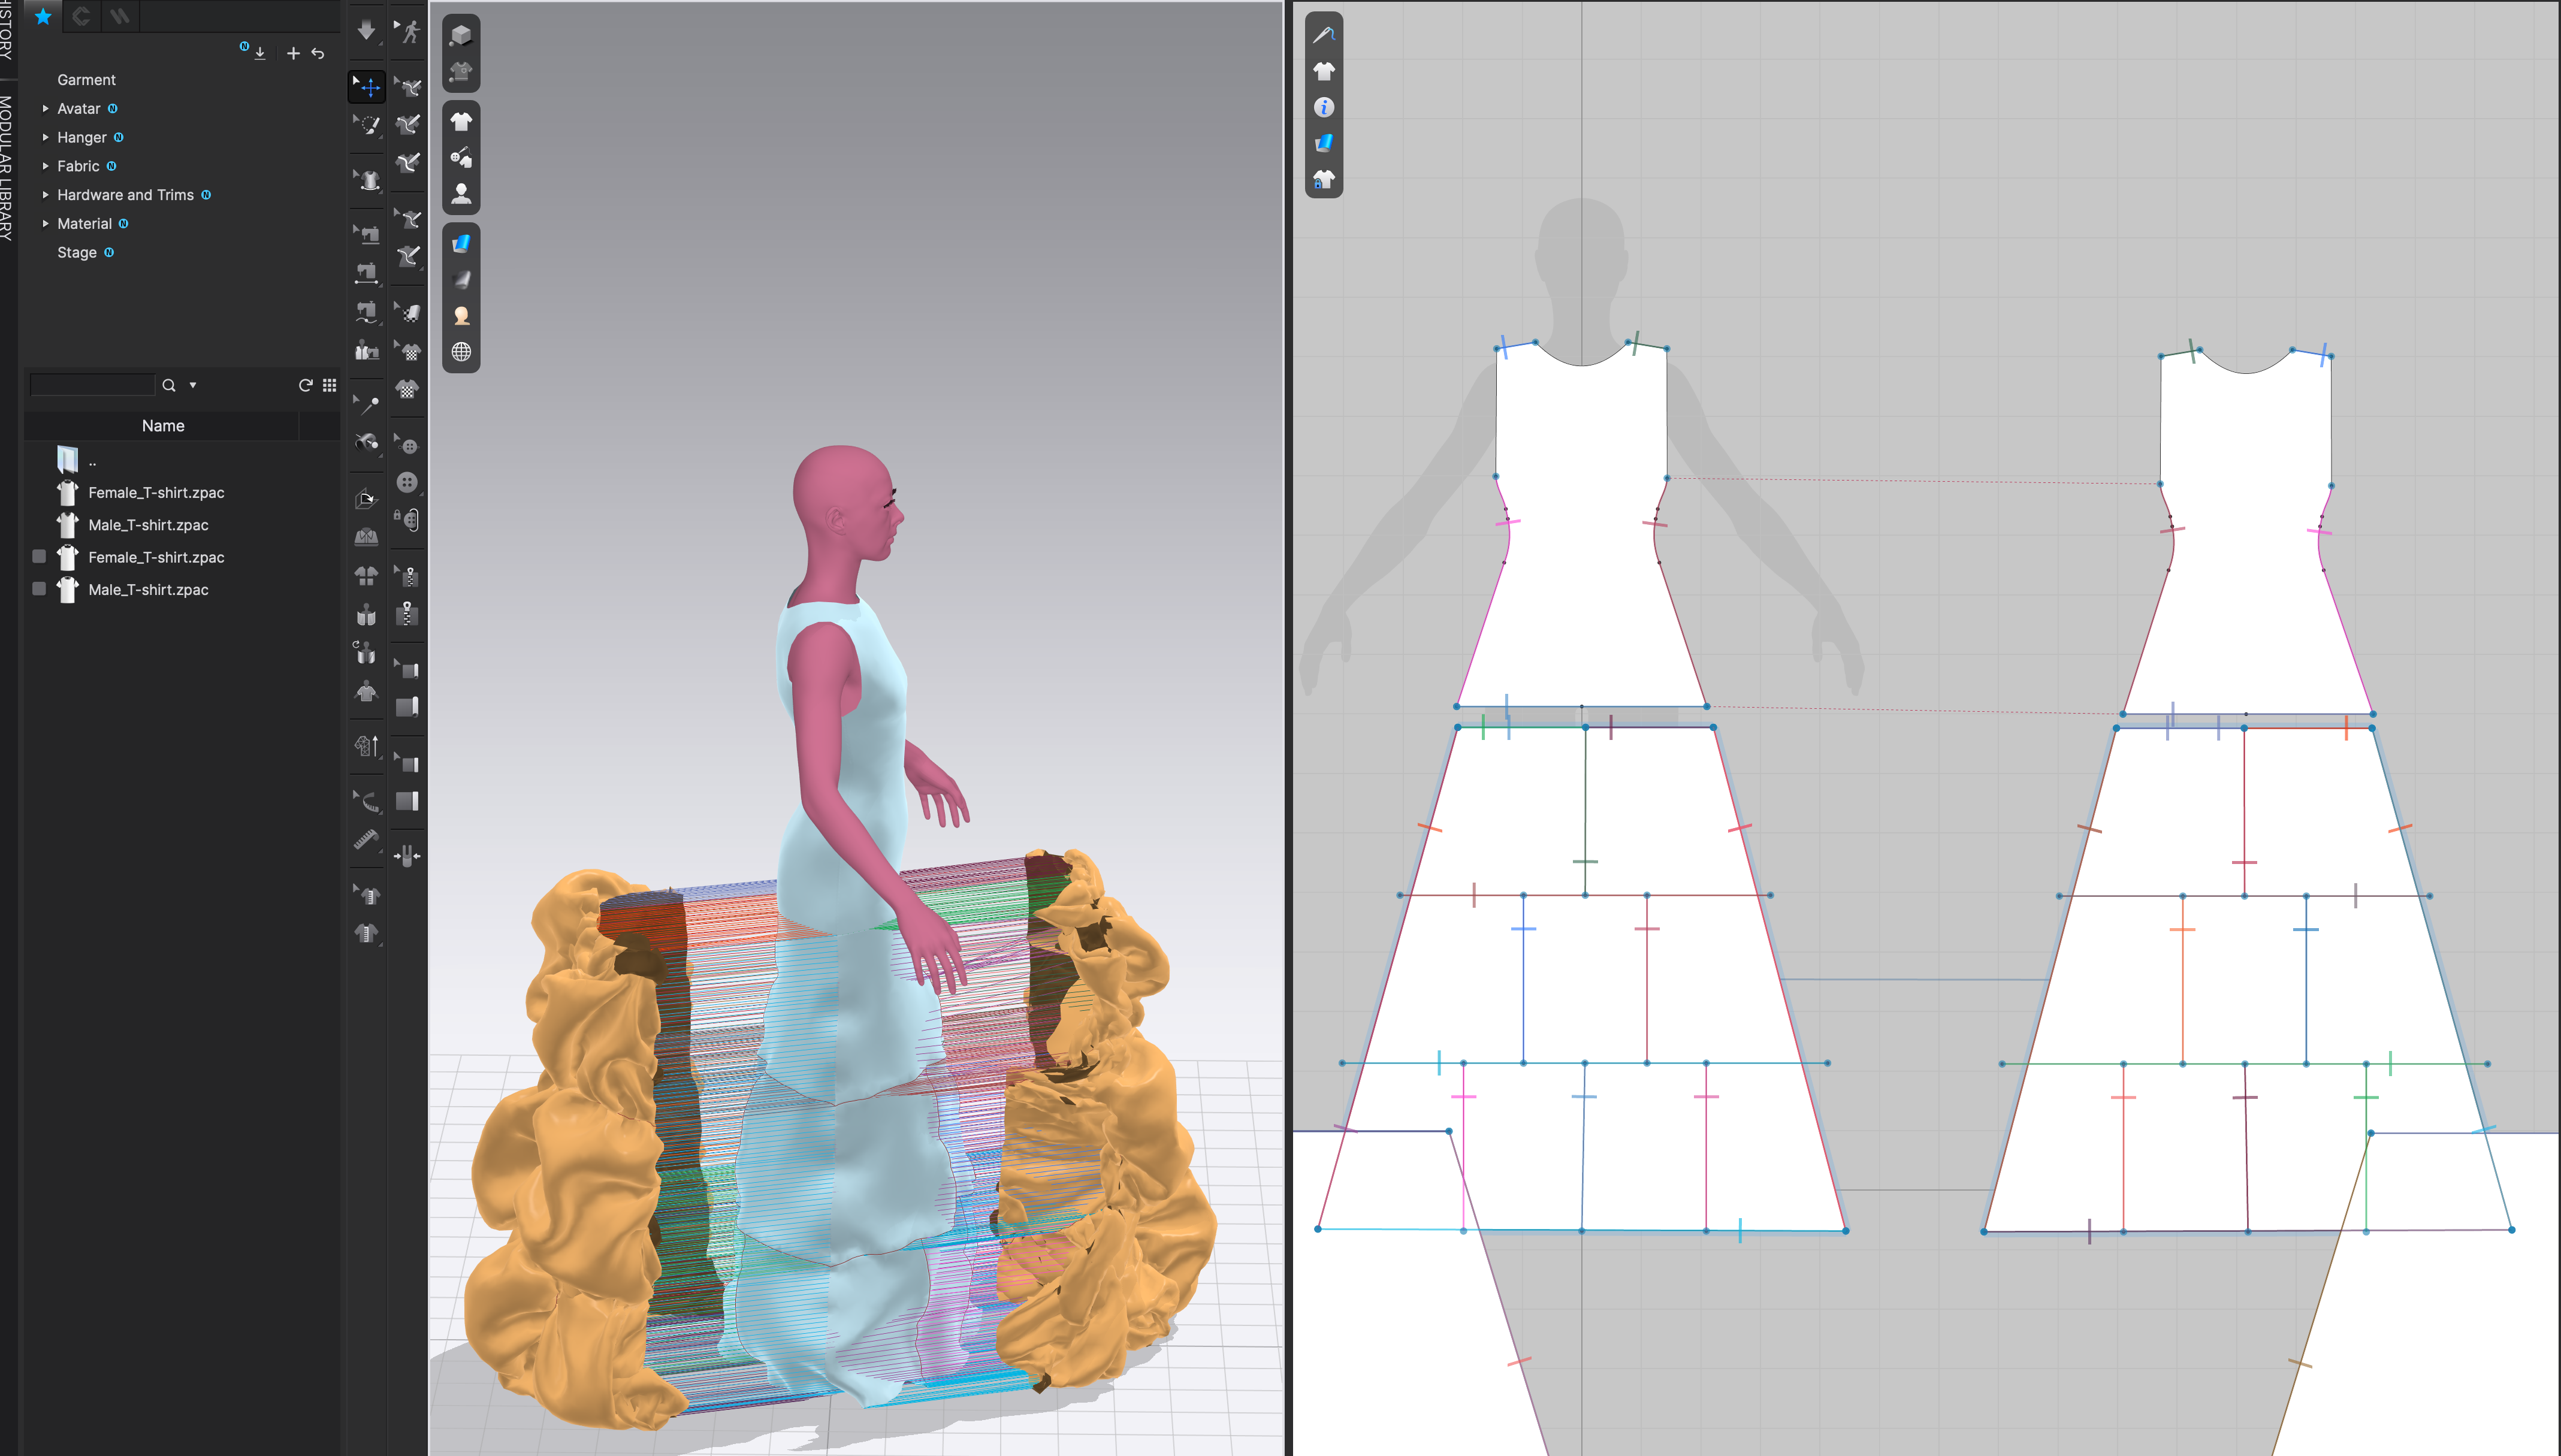 HISTORY
MODULAR LIBRARY
Garment
Avatar N
Hanger N
Fabric N
Hardware and Trims N
Material N
Stage N
Name
..
Female_T-shirt.zpac
Male_T-shirt.zpac
Female_T-shirt.zpac
Male_T-shirt.zpac